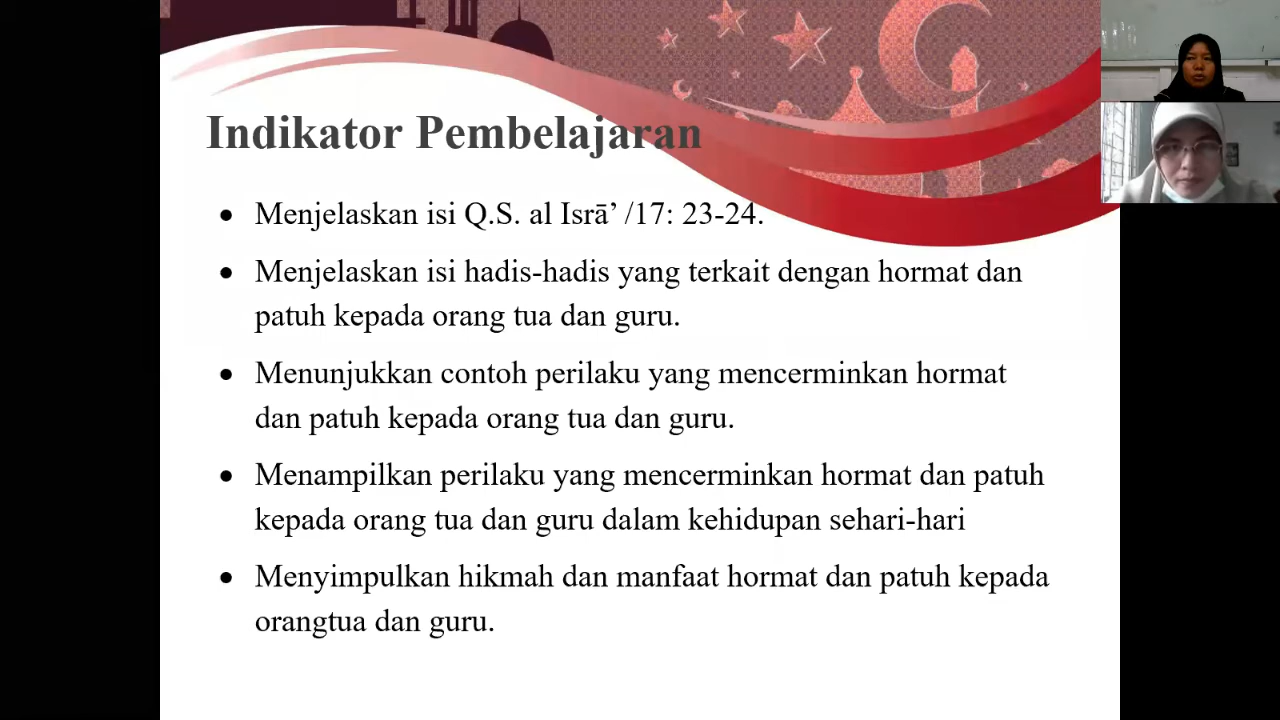 Indikator Pembelajaran
• Menjelaskan isi Q.S. al Isrā’ /17: 23-24.
• Menjelaskan isi hadis-hadis yang terkait dengan hormat dan
patuh kepada orang tua dan guru.
• Menunjukkan contoh perilaku yang mencerminkan hormat
dan patuh kepada orang tua dan guru.
• Menampilkan perilaku yang mencerminkan hormat dan patuh
kepada orang tua dan guru dalam kehidupan sehari-hari
• Menyimpulkan hikmah dan manfaat hormat dan patuh kepada
orangtua dan guru.